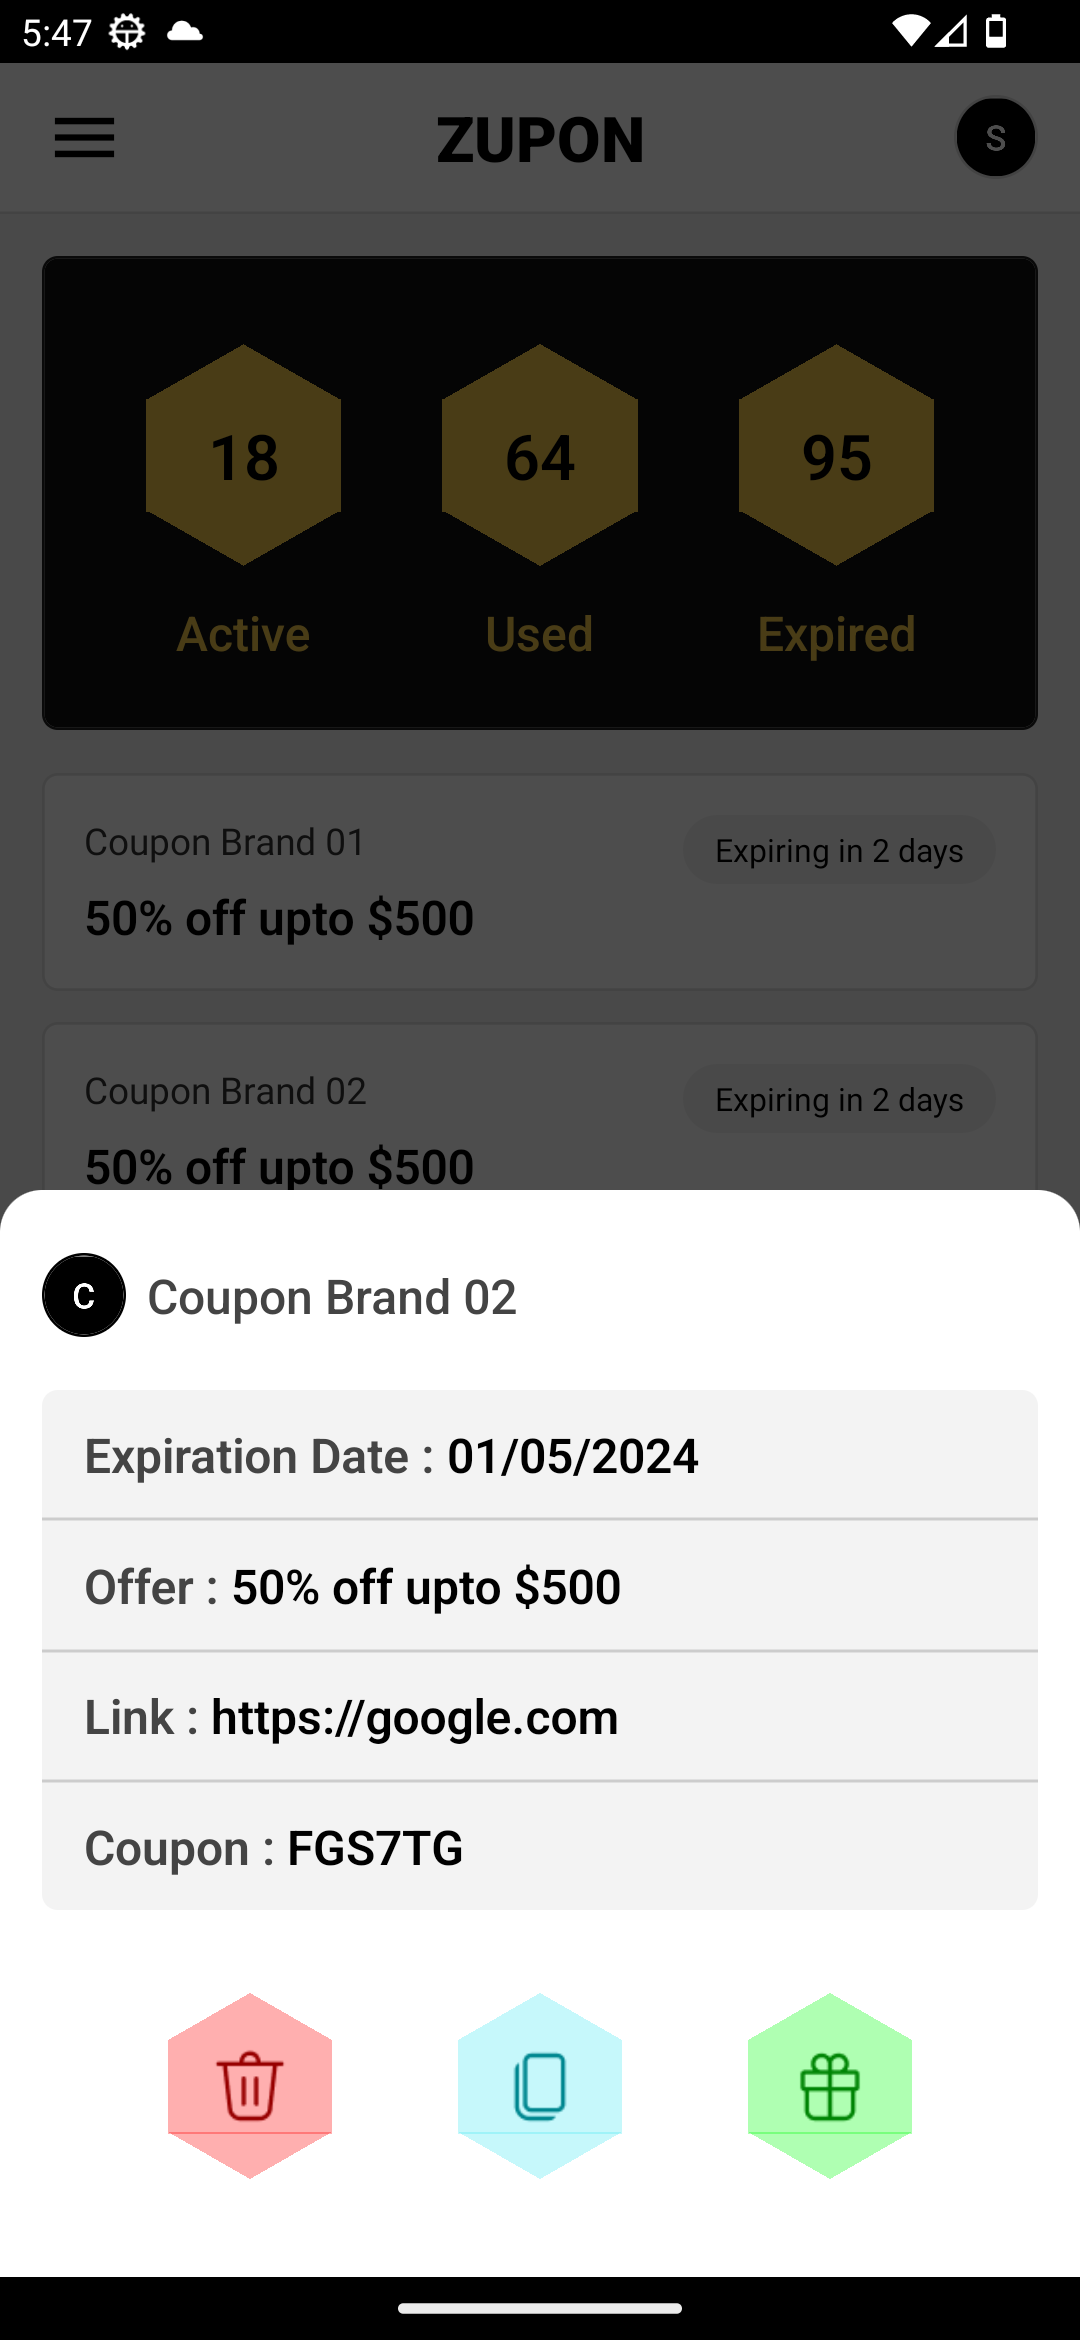 5:47
ZUPON
S
18 64 95
Active Used Expired
Coupon Brand 01
Expiring in 2 days
50% off upto $500
Coupon Brand 02
Expiring in 2 days
50% off upto $500
C Coupon Brand 02
Expiration Date : 01/05/2024
Offer : 50% off upto $500
Link : https://google.com
Coupon : FGS7TG